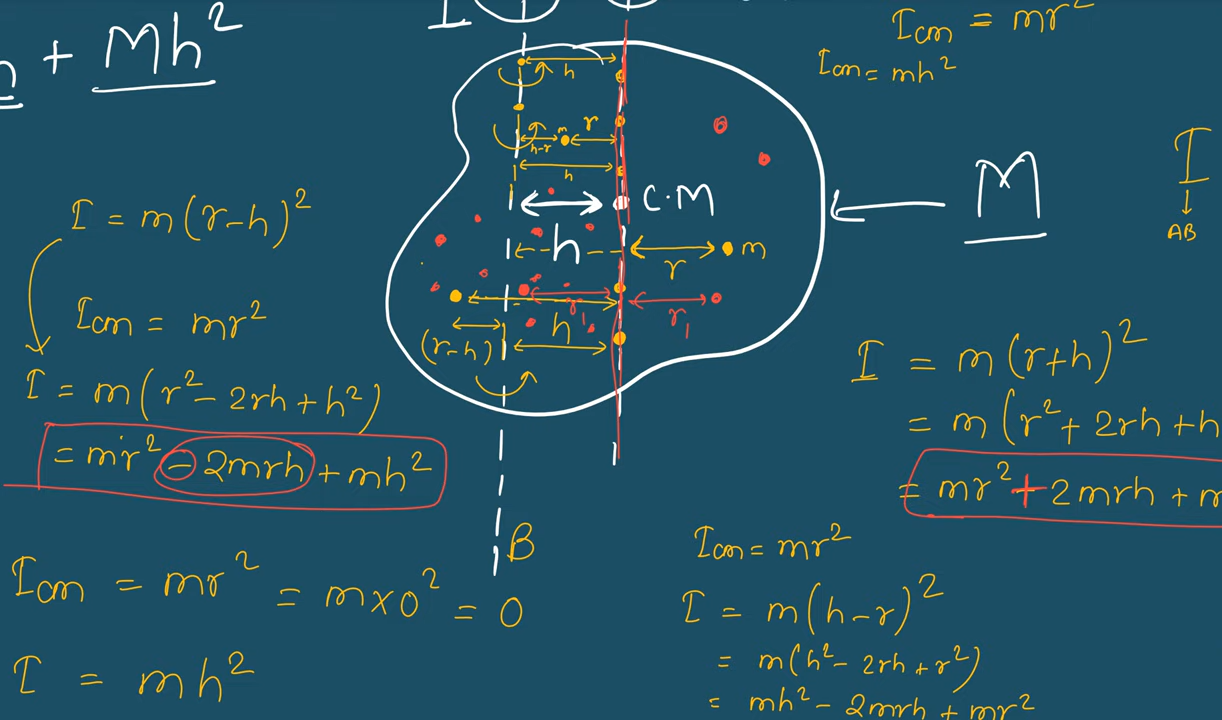 + Mh²
I
h
m
r
h-r
h
C.M
h
r
m
r₁
r₁
(r-h)
h
B
I = m(r-h)²
Icm = mr²
I = m(r² - 2rh + h²)
= mr² - 2mrh + mh²
Icm = mr² = m×0² = 0
I = mh²
Icm = mr²
Icm = mh²
M
I
↓
AB
I = m(r+h)²
= m(r² + 2rh + h
= mr² + 2mrh + m
Icm = mr²
I = m(h-r)²
= m(h² - 2rh + r²)
= mh² - 2mrh + mr²